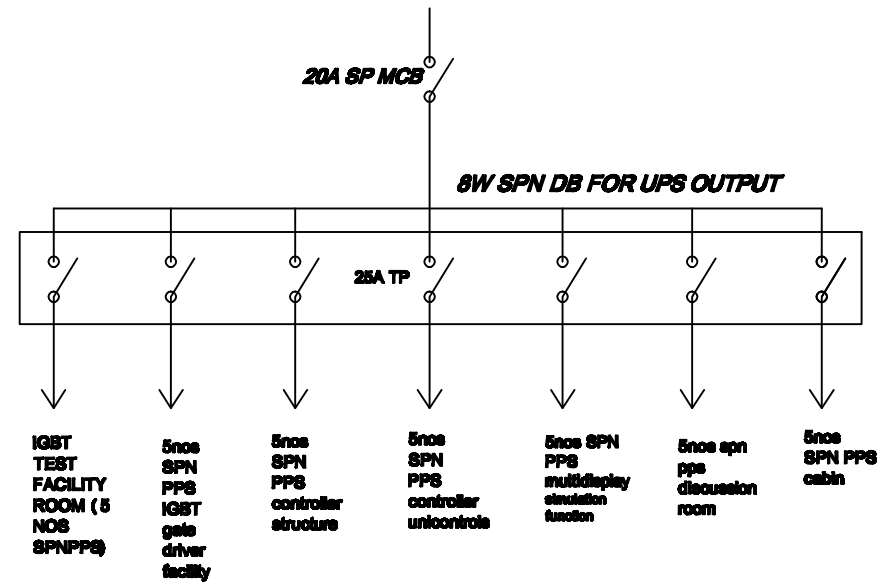 20A SP MCB
8W SPN DB FOR UPS OUTPUT
25A TP
IGBT
TEST
FACILITY
ROOM ( 5
NOS
SPNPPS)
5nos
SPN
PPS
IGBT
gate
driver
facility
5nos
SPN
PPS
controller
structure
5nos
SPN
PPS
controller
unicontrols
5nos SPN
PPS
multidisplay
simulation
function
5nos spn
pps
discussion
room
5nos
SPN PPS
cabin